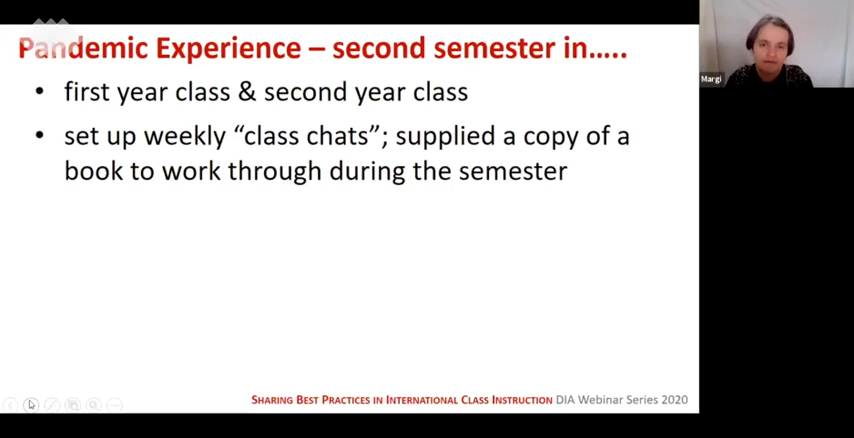 Pandemic Experience – second semester in…..
• first year class & second year class
• set up weekly “class chats”; supplied a copy of a
book to work through during the semester
Margi
SHARING BEST PRACTICES IN INTERNATIONAL CLASS INSTRUCTION DIA Webinar Series 2020